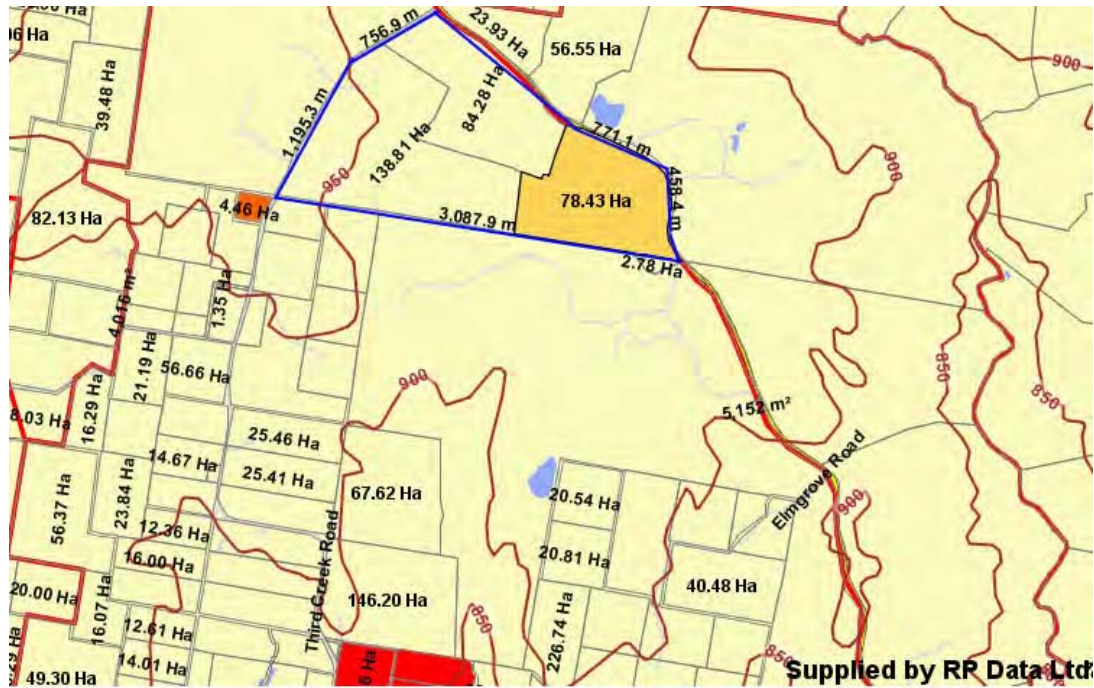 756.9 m
23.93 Ha
56.55 Ha
900
39.48 Ha
84.28 Ha
1,195.3 m
138.81 Ha
771.1 m
900
950
458.4 m
82.13 Ha
4.46 Ha
78.43 Ha
3,087.9 m
2.78 Ha
4,016 m²
1.35 Ha
21.19 Ha
56.66 Ha
900
850
850
5,152 m²
16.29 Ha
25.46 Ha
14.67 Ha
25.41 Ha
67.62 Ha
Elmgrove Road
900
56.37 Ha
23.84 Ha
20.54 Ha
12.36 Ha
16.00 Ha
20.81 Ha
20.00 Ha
16.07 Ha
Third Creek Road
146.20 Ha
40.48 Ha
12.61 Ha
850
226.74 Ha
14.01 Ha
49.30 Ha
850
Supplied by RP Data Ltd